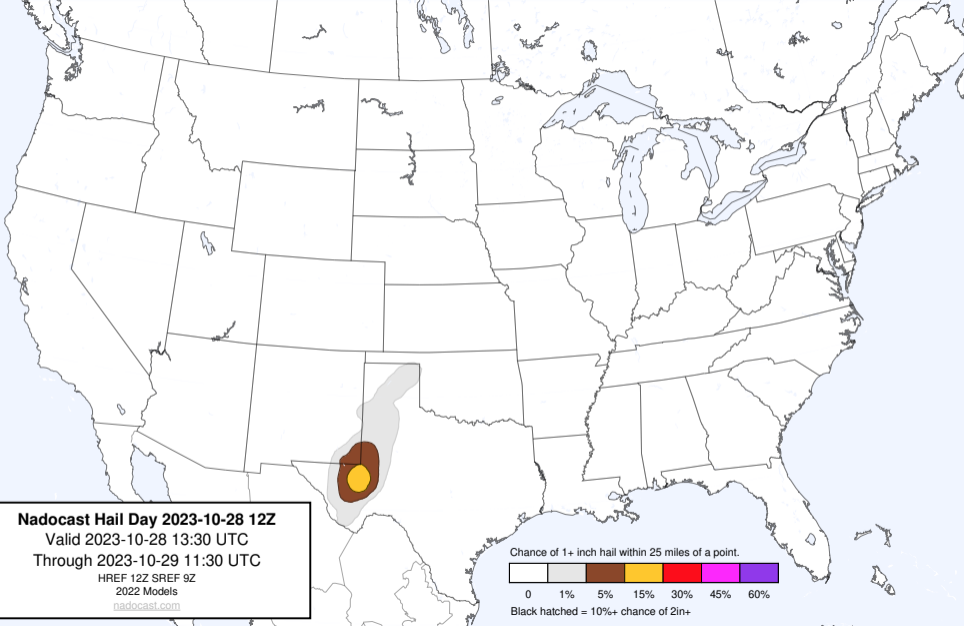 Nadocast Hail Day 2023-10-28 12Z
Valid 2023-10-28 13:30 UTC
Through 2023-10-29 11:30 UTC
HREF 12Z SREF 9Z
2022 Models
nadocast.com
Chance of 1+ inch hail within 25 miles of a point.
0 1% 5% 15% 30% 45% 60%
Black hatched = 10%+ chance of 2in+